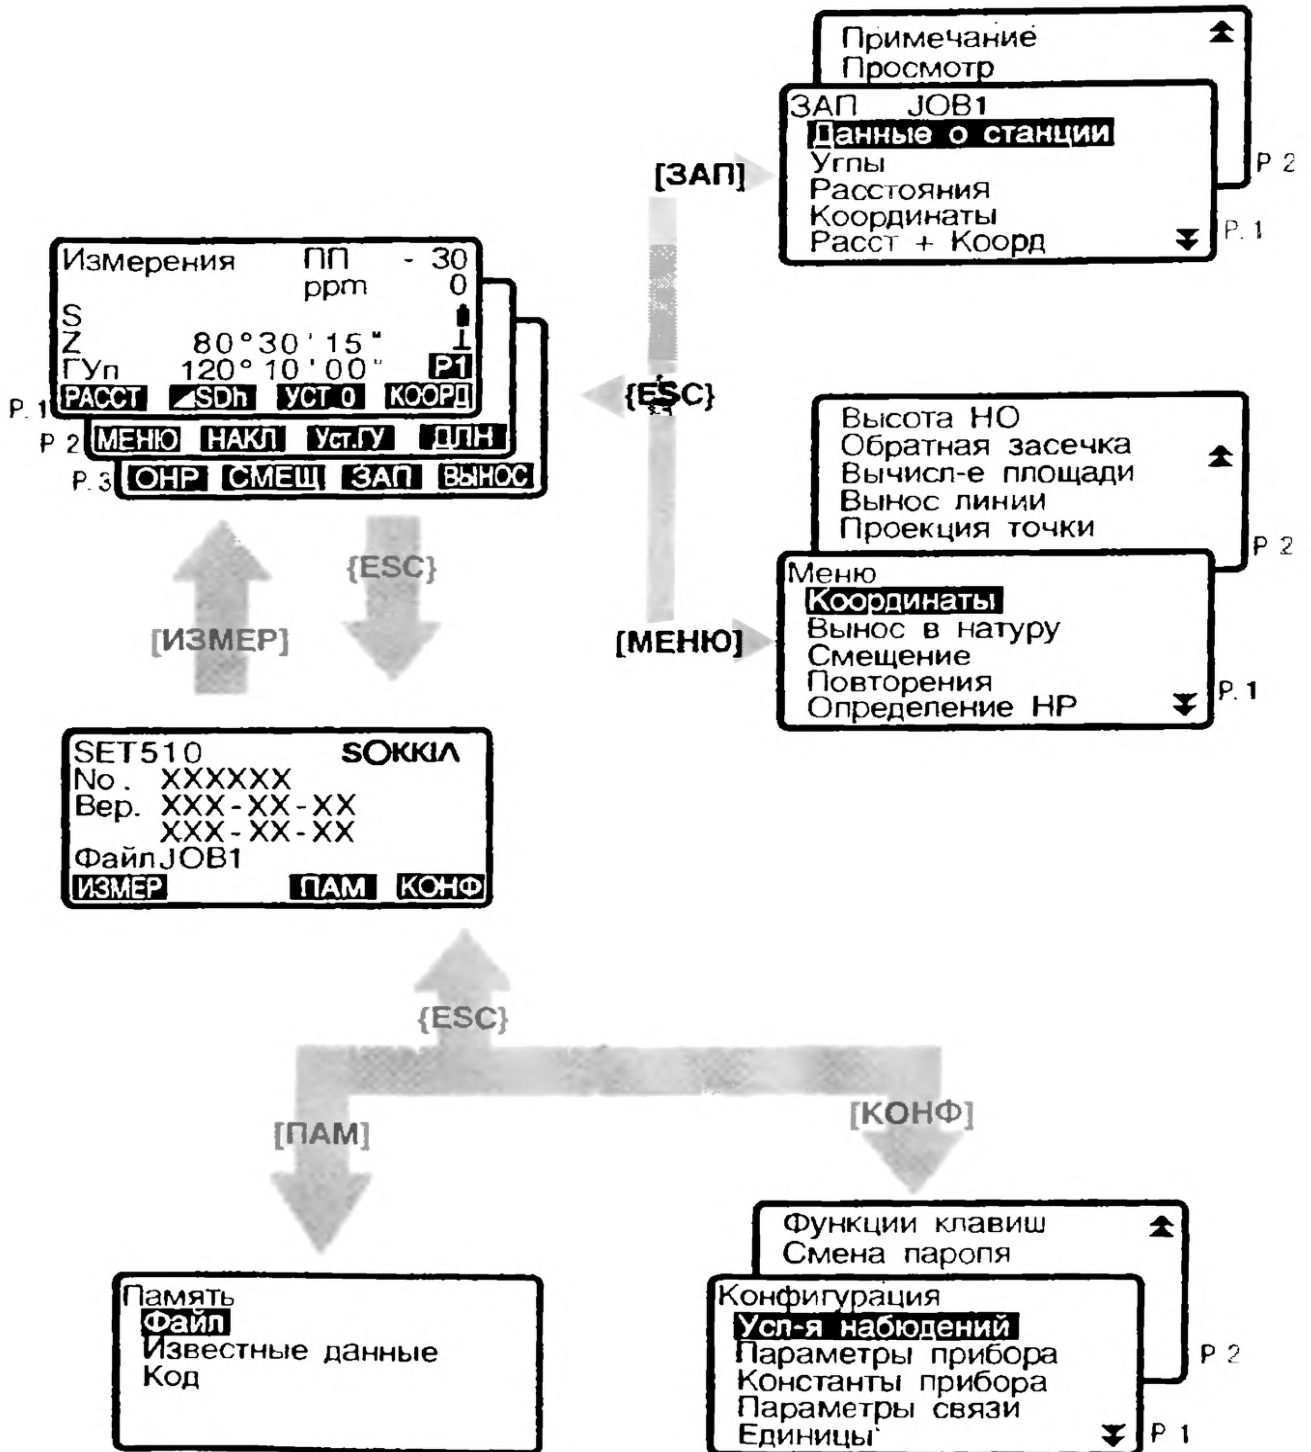 Примечание
Просмотр
ЗАП JOB1
Данные о станции
Углы
Расстояния
Координаты
Расст + Коорд
P 2
P. 1
[ЗАП]
Измерения ПП - 30
ppm 0
S
Z 80°30'15"
ГУп 120°10'00" P1
РАССТ ◢SDh УСТ 0 КООРД
P. 1
МЕНЮ НАКЛ Уст.ГУ ДЛН
P 2
ОНР СМЕЩ ЗАП ВЫНОС
P. 3
{ESC}
Высота НО
Обратная засечка
Вычисл-е площади
Вынос линии
Проекция точки
P 2
Меню
Координаты
Вынос в натуру
Смещение
Повторения
Определение НР
P. 1
[МЕНЮ]
{ESC}
[ИЗМЕР]
SET510 SOKKIA
No. XXXXXX
Вер. XXX-XX-XX
XXX-XX-XX
Файл JOB1
ИЗМЕР ПАМ КОНФ
{ESC}
[ПАМ]
[КОНФ]
Память
Файл
Известные данные
Код
Функции клавиш
Смена пароля
Конфигурация
Усл-я набюдений
Параметры прибора
Константы прибора
Параметры связи
Единицы
P 2
P 1